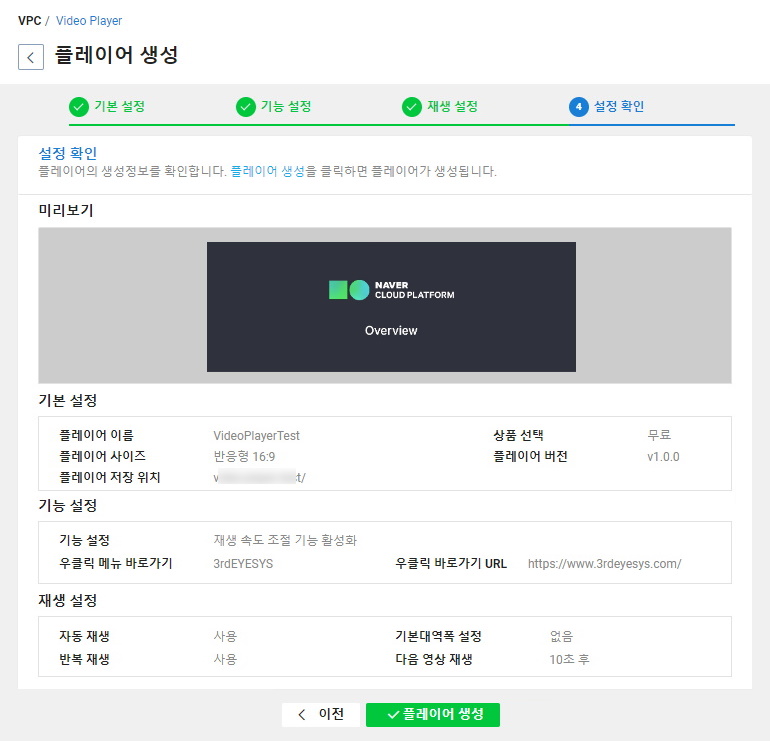 VPC / Video Player
플레이어 생성
기본 설정
기능 설정
재생 설정
4 설정 확인
설정 확인
플레이어의 생성정보를 확인합니다. 플레이어 생성을 클릭하면 플레이어가 생성됩니다.
미리보기
NAVER
CLOUD PLATFORM
Overview
기본 설정
플레이어 이름 VideoPlayerTest 상품 선택 무료
플레이어 사이즈 반응형 16:9 플레이어 버전 v1.0.0
플레이어 저장 위치
기능 설정
기능 설정 재생 속도 조절 기능 활성화
우클릭 메뉴 바로가기 3rdEYESYS 우클릭 바로가기 URL https://www.3rdeyesys.com/
재생 설정
자동 재생 사용 기본대역폭 설정 없음
반복 재생 사용 다음 영상 재생 10초 후
이전
플레이어 생성